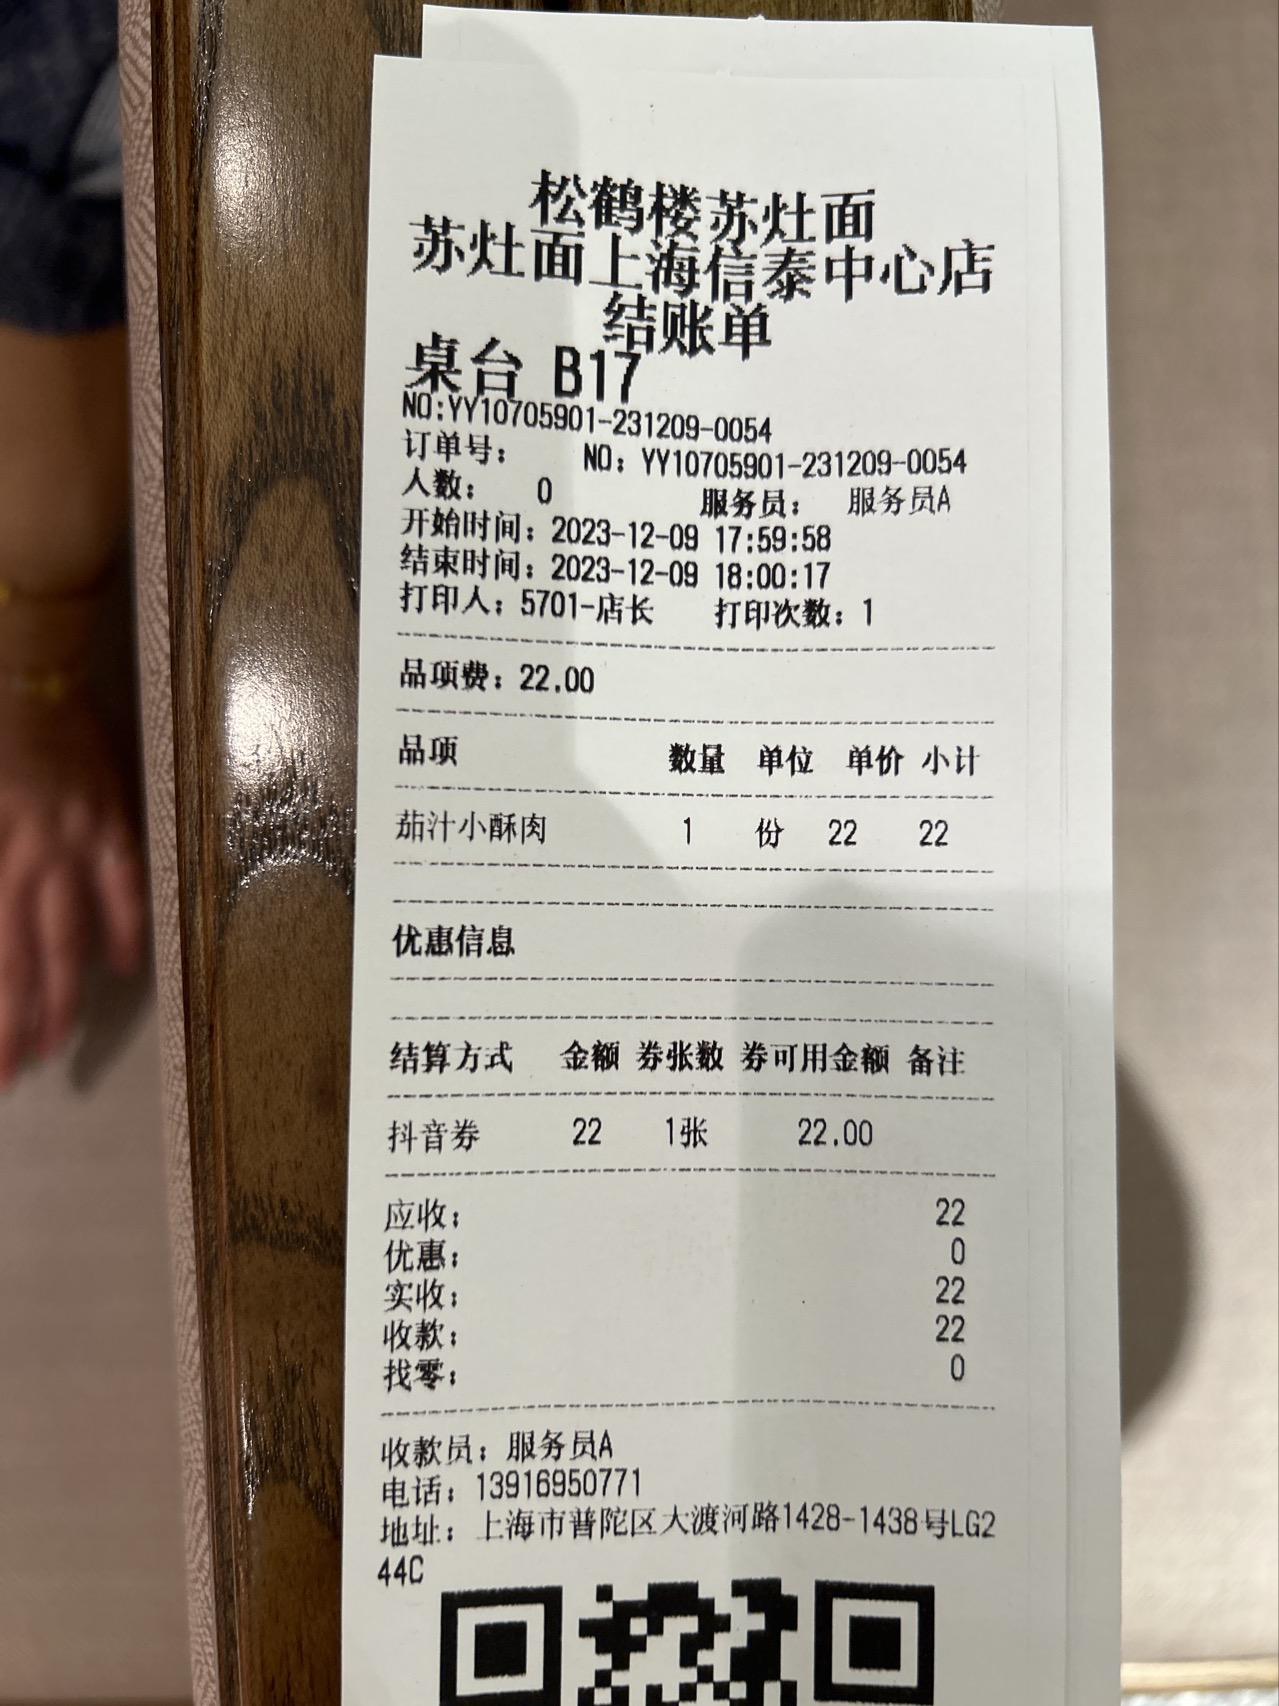 松鹤楼苏灶面
苏灶面上海信泰中心店
结账单
桌台 B17
NO:YY10705901-231209-0054
订单号: NO: YY10705901-231209-0054
人数: 0 服务员: 服务员A
开始时间: 2023-12-09 17:59:58
结束时间: 2023-12-09 18:00:17
打印人: 5701-店长 打印次数: 1
品项费: 22.00
品项 数量 单位 单价 小计
茄汁小酥肉 1 份 22 22
优惠信息
结算方式 金额 券张数 券可用金额 备注
抖音券 22 1张 22.00
应收: 22
优惠: 0
实收: 22
收款: 22
找零: 0
收款员: 服务员A
电话: 13916950771
地址: 上海市普陀区大渡河路1428-1438号LG2
44C